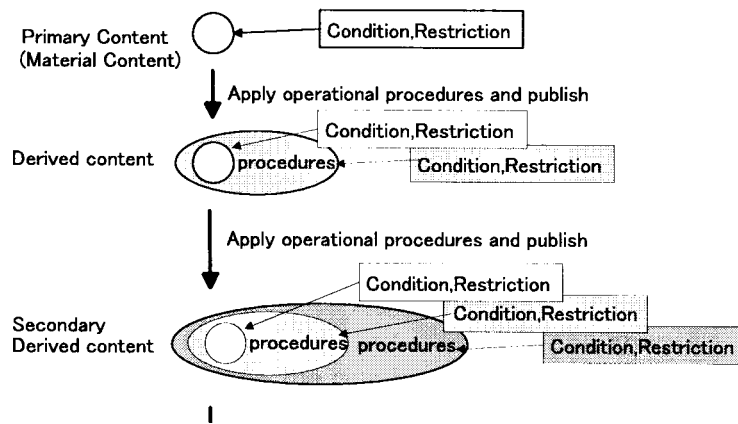 Primary Content
(Material Content)
Condition,Restriction
Apply operational procedures and publish
Condition,Restriction
Derived content
procedures
Condition,Restriction
Apply operational procedures and publish
Condition,Restriction
Condition,Restriction
Secondary
Derived content
procedures
procedures
Condition,Restriction